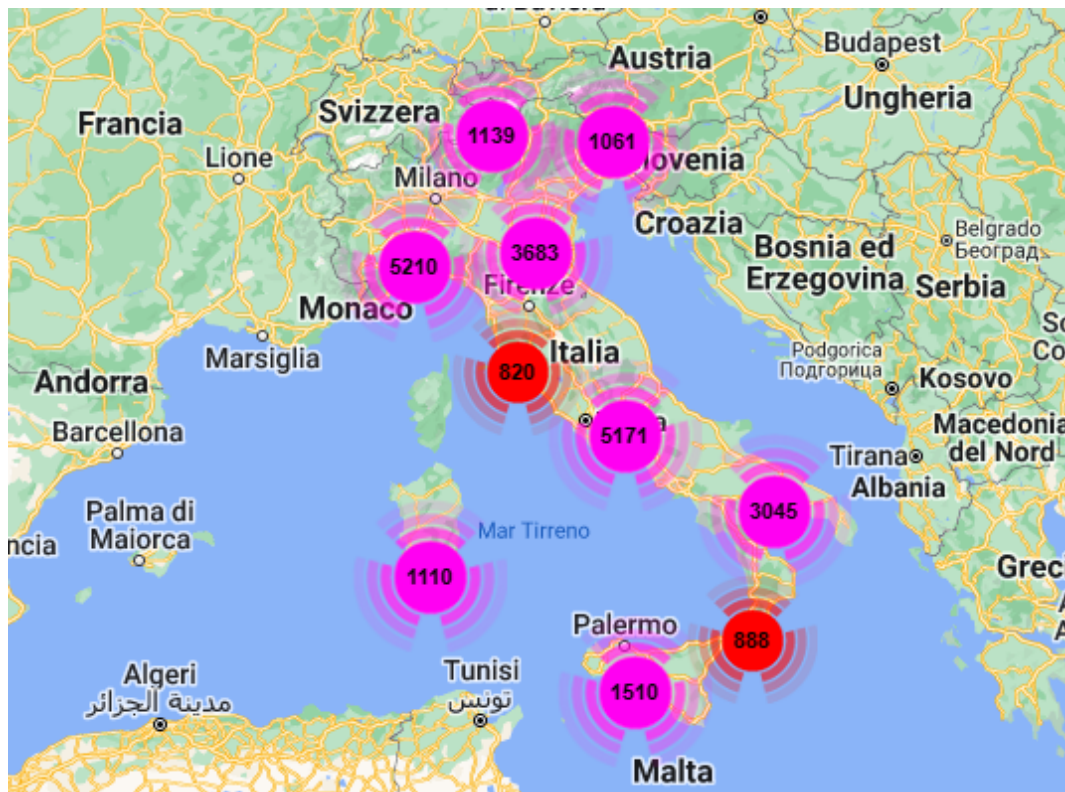 Budapest
Austria
Ungheria
Svizzera
Francia
1139
1061
Lione
Milano
Croazia
Belgrado
Београд
Bosnia ed
Erzegovina
3683
5210
Firenze
Serbia
Monaco
Marsiglia
Italia
Podgorica
Подгорица
820
Kosovo
Andorra
Barcellona
5171
Macedonia
del Nord
Tirana
Albania
Palma di
Maiorca
3045
Mar Tirreno
1110
Palermo
888
Algeri
مدينة الجزائر
Tunisi
تونس
1510
Malta